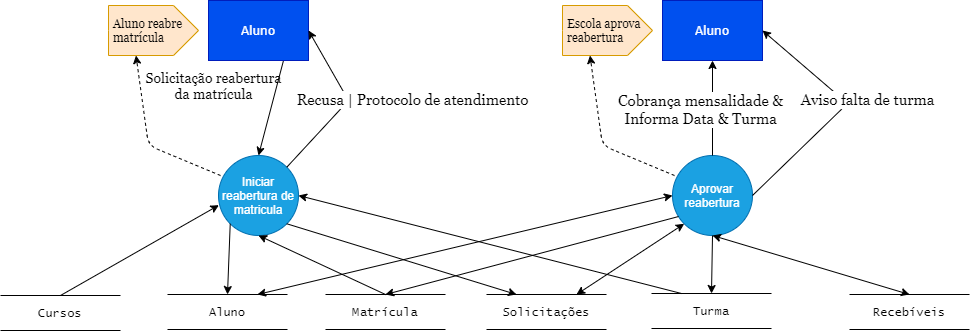 Aluno reabre
matrícula
Aluno
Escola aprova
reabertura
Aluno
Solicitação reabertura
da matrícula
Recusa | Protocolo de atendimento
Cobrança mensalidade &
Informa Data & Turma
Aviso falta de turma
Iniciar
reabertura de
matricula
Aprovar
reabertura
Cursos
Aluno
Matrícula
Solicitações
Turma
Recebíveis